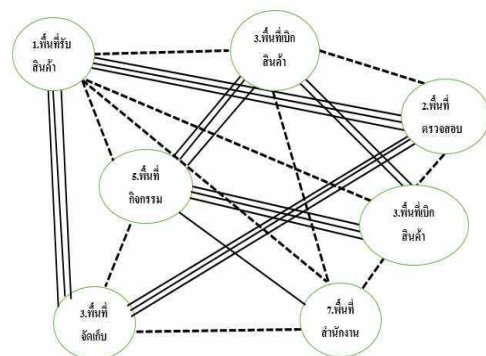 1.พื้นที่รับ
สินค้า
3.พื้นที่เบิก
สินค้า
2.พื้นที่
ตรวจสอบ
5.พื้นที่
กิจกรรม
3.พื้นที่เบิก
สินค้า
3.พื้นที่
จัดเก็บ
7.พื้นที่
สำนักงาน